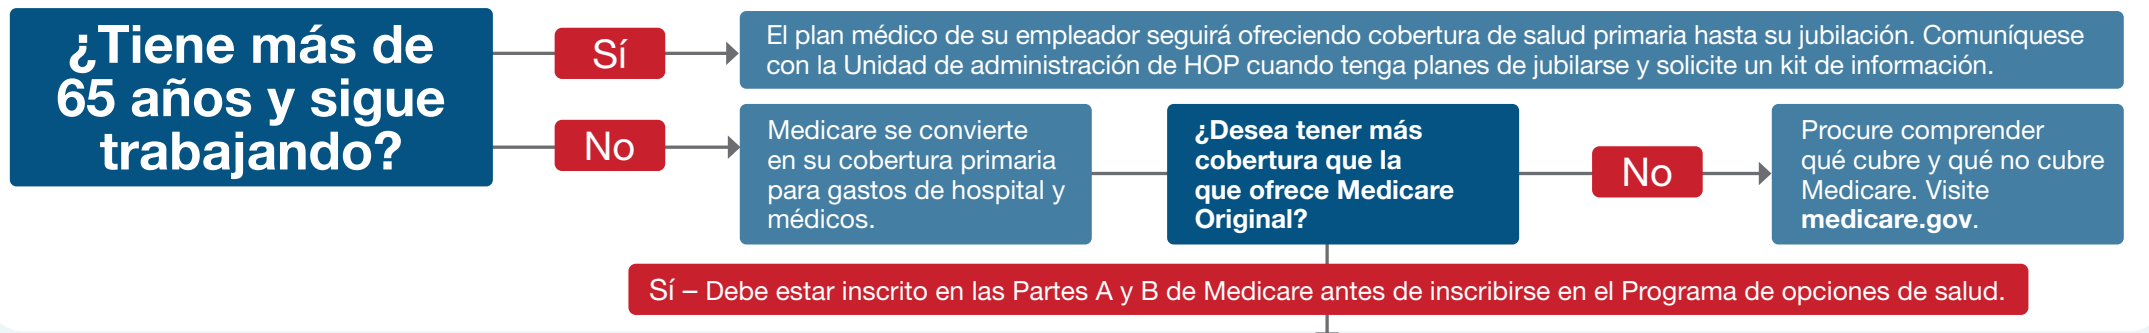 ¿Tiene más de
65 años y sigue
trabajando?
Sí
El plan médico de su empleador seguirá ofreciendo cobertura de salud primaria hasta su jubilación. Comuníquese
con la Unidad de administración de HOP cuando tenga planes de jubilarse y solicite un kit de información.
No
Medicare se convierte
en su cobertura primaria
para gastos de hospital y
médicos.
¿Desea tener más
cobertura que la
que ofrece Medicare
Original?
No
Procure comprender
qué cubre y qué no cubre
Medicare. Visite
medicare.gov.
Sí – Debe estar inscrito en las Partes A y B de Medicare antes de inscribirse en el Programa de opciones de salud.